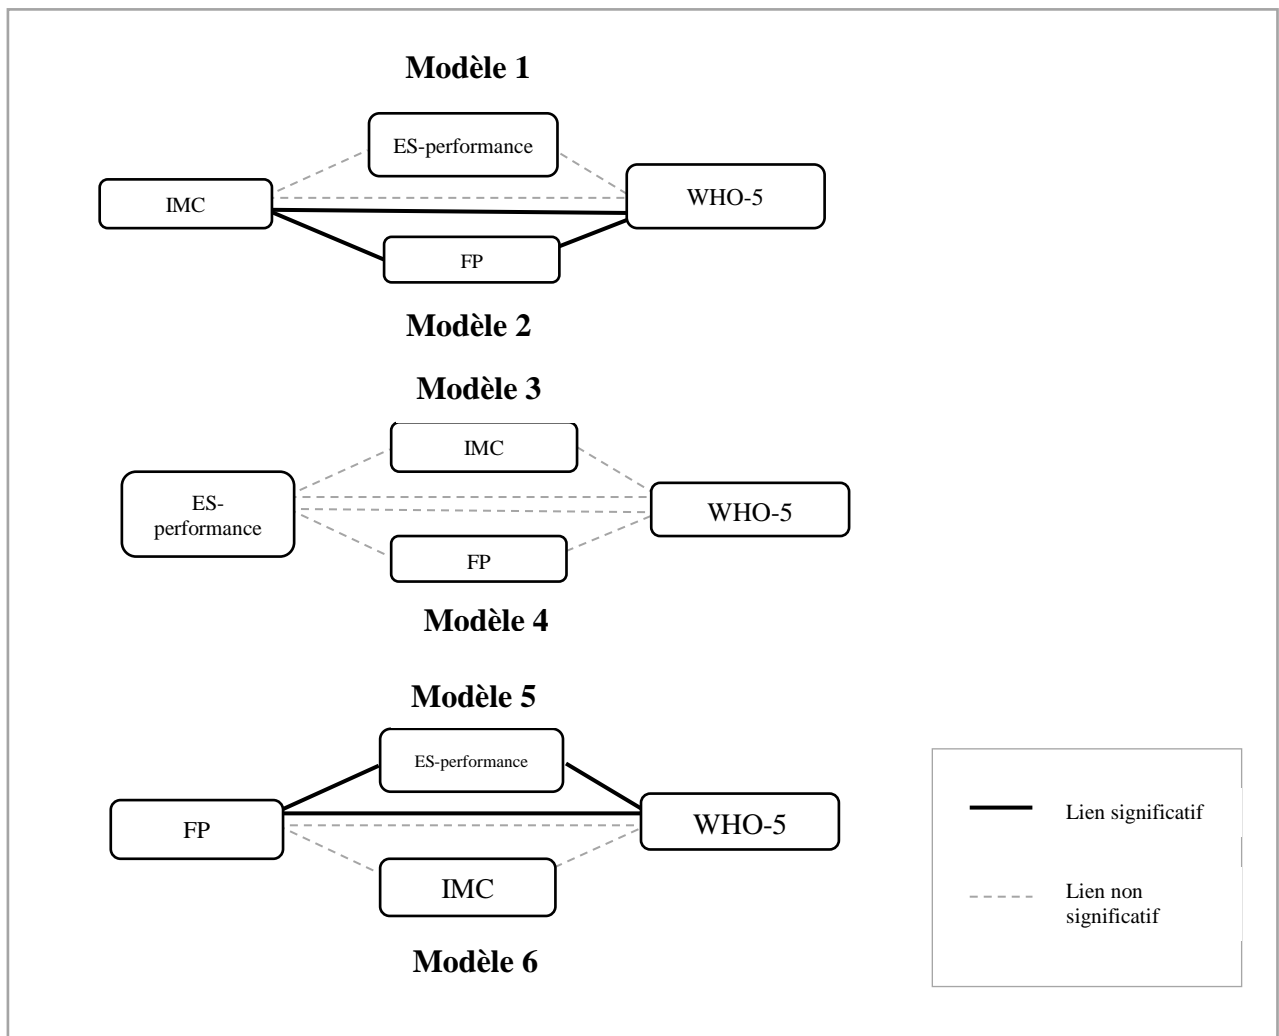 Modèle 1
ES-performance
IMC
WHO-5
FP
Modèle 2
Modèle 3
IMC
ES-
performance
WHO-5
FP
Modèle 4
Modèle 5
ES-performance
FP
WHO-5
IMC
Modèle 6
Lien significatif
Lien non
significatif